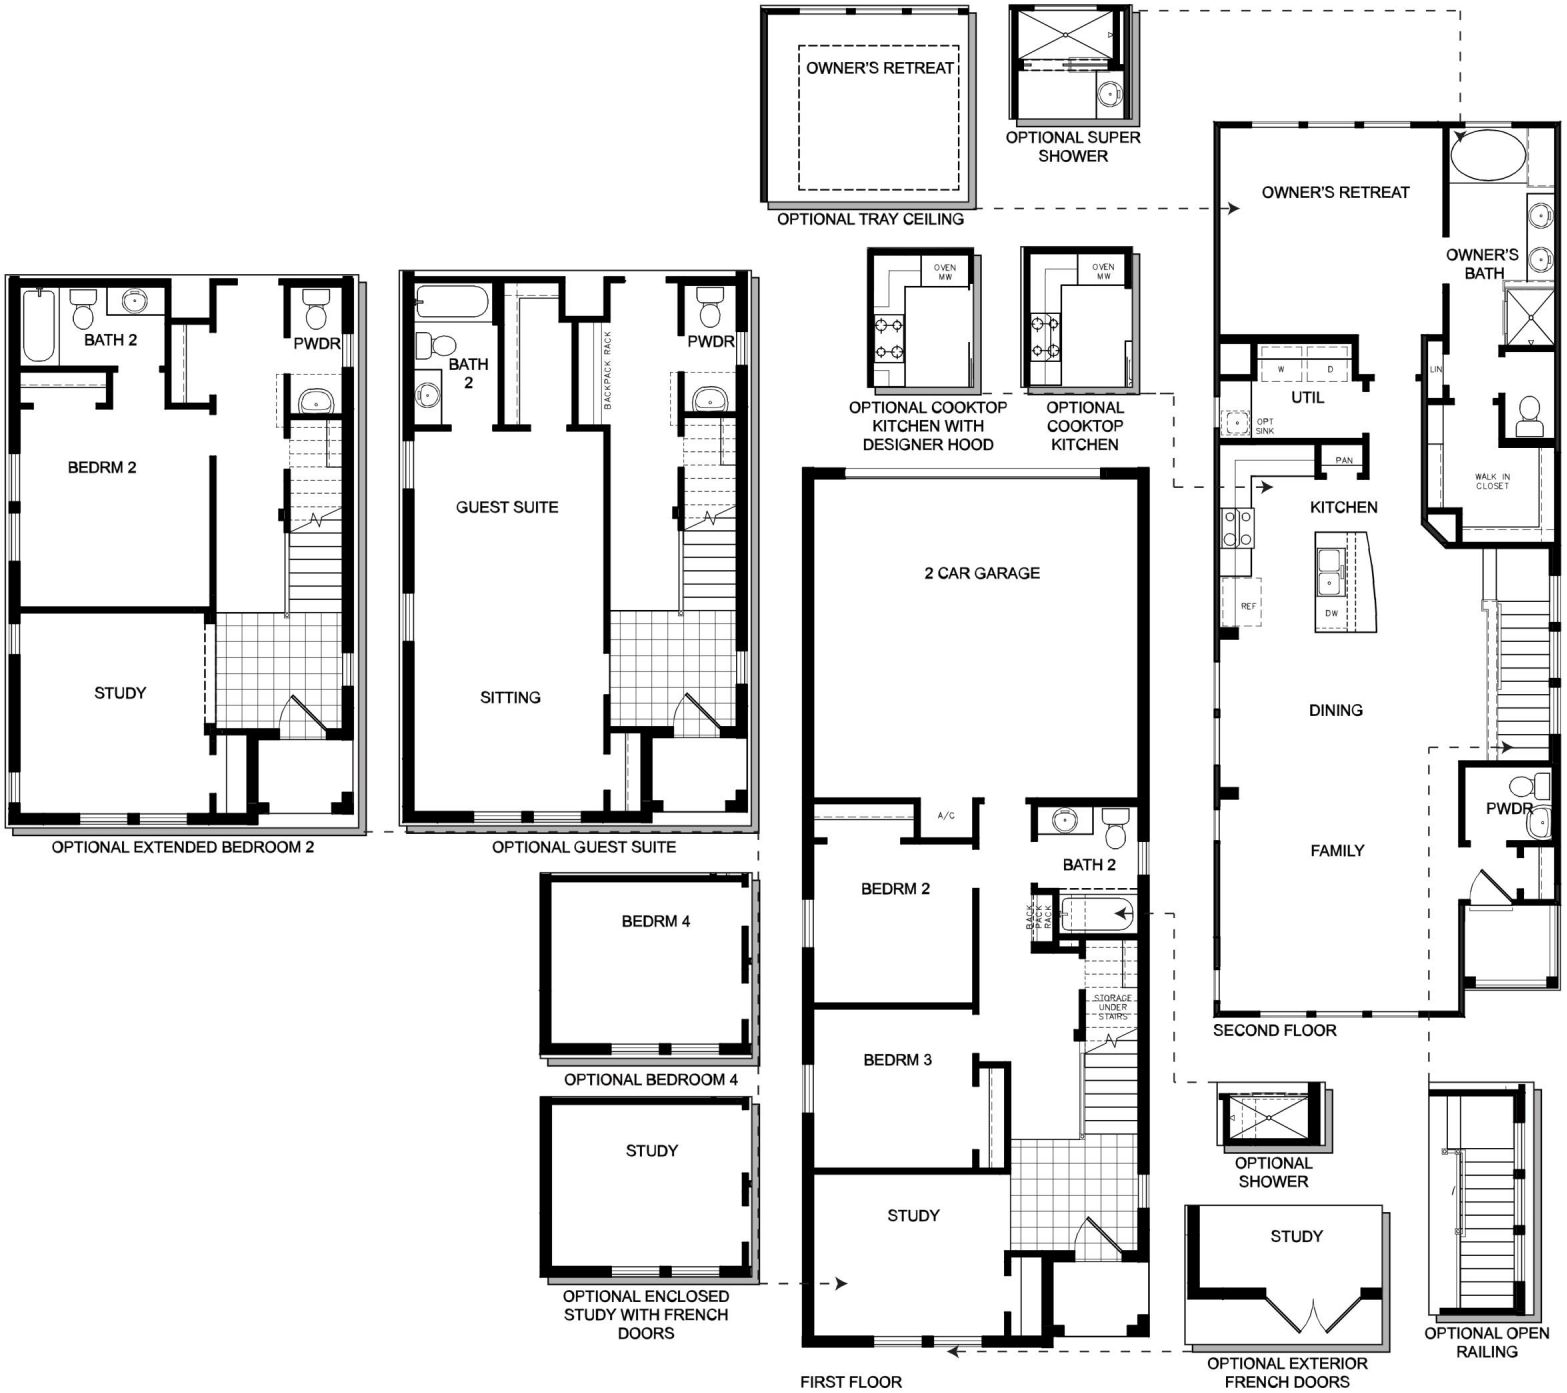 OWNER'S RETREAT
OPTIONAL TRAY CEILING
OPTIONAL SUPER
SHOWER
OWNER'S RETREAT
OWNER'S
BATH
LIN
W
D
UTIL
OPT
SINK
PAN
KITCHEN
WALK IN
CLOSET
REF
DW
DINING
PWDR
FAMILY
SECOND FLOOR
OVEN
MW
OPTIONAL COOKTOP
KITCHEN WITH
DESIGNER HOOD
OVEN
MW
OPTIONAL
COOKTOP
KITCHEN
BATH 2
PWDR
BEDRM 2
STUDY
OPTIONAL EXTENDED BEDROOM 2
BATH
2
BACKPACK RACK
PWDR
GUEST SUITE
SITTING
OPTIONAL GUEST SUITE
BEDRM 4
OPTIONAL BEDROOM 4
STUDY
OPTIONAL ENCLOSED
STUDY WITH FRENCH
DOORS
2 CAR GARAGE
A/C
BATH 2
BEDRM 2
BACK
PACK
RACK
STORAGE
UNDER
STAIRS
BEDRM 3
STUDY
FIRST FLOOR
OPTIONAL
SHOWER
STUDY
OPTIONAL EXTERIOR
FRENCH DOORS
OPTIONAL OPEN
RAILING